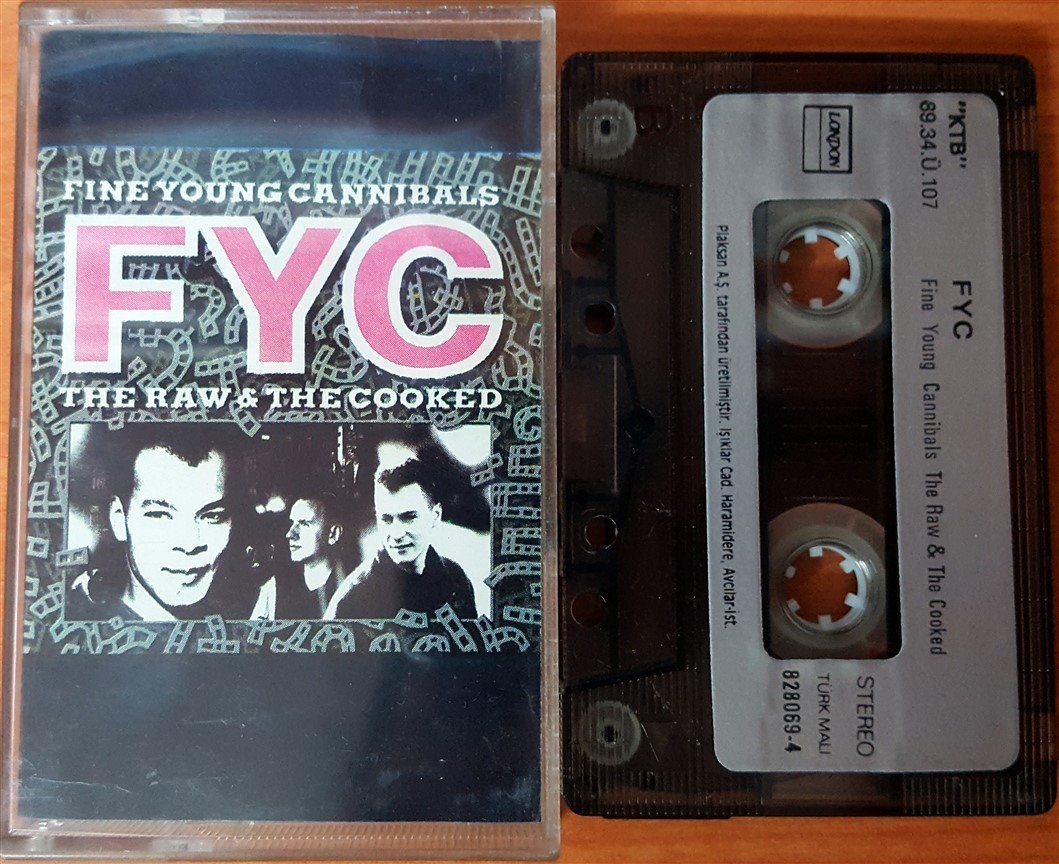 FINE YOUNG CANNIBALS
FYC
THE RAW & THE COOKED
"KTB"
89.34.Ü.107
LONDON
B
FYC
Fine Young Cannibals The Raw & The Cooked
Plaksan A.Ş. tarafından üretilmiştir. Işıklar Cad. Haramidere, Avcılar-İst.
STEREO
TÜRK MALI
828069-4